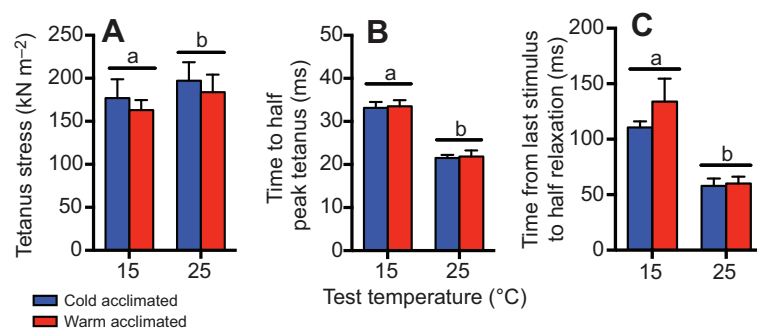 A
Tetanus stress (kN m–2)
250
200
150
100
50
0
a
b
15
25
B
Time to half
peak tetanus (ms)
50
40
30
20
10
0
a
b
15
25
C
Time from last stimulus
to half relaxation (ms)
200
150
100
50
0
a
b
15
25
Test temperature (°C)
Cold acclimated
Warm acclimated